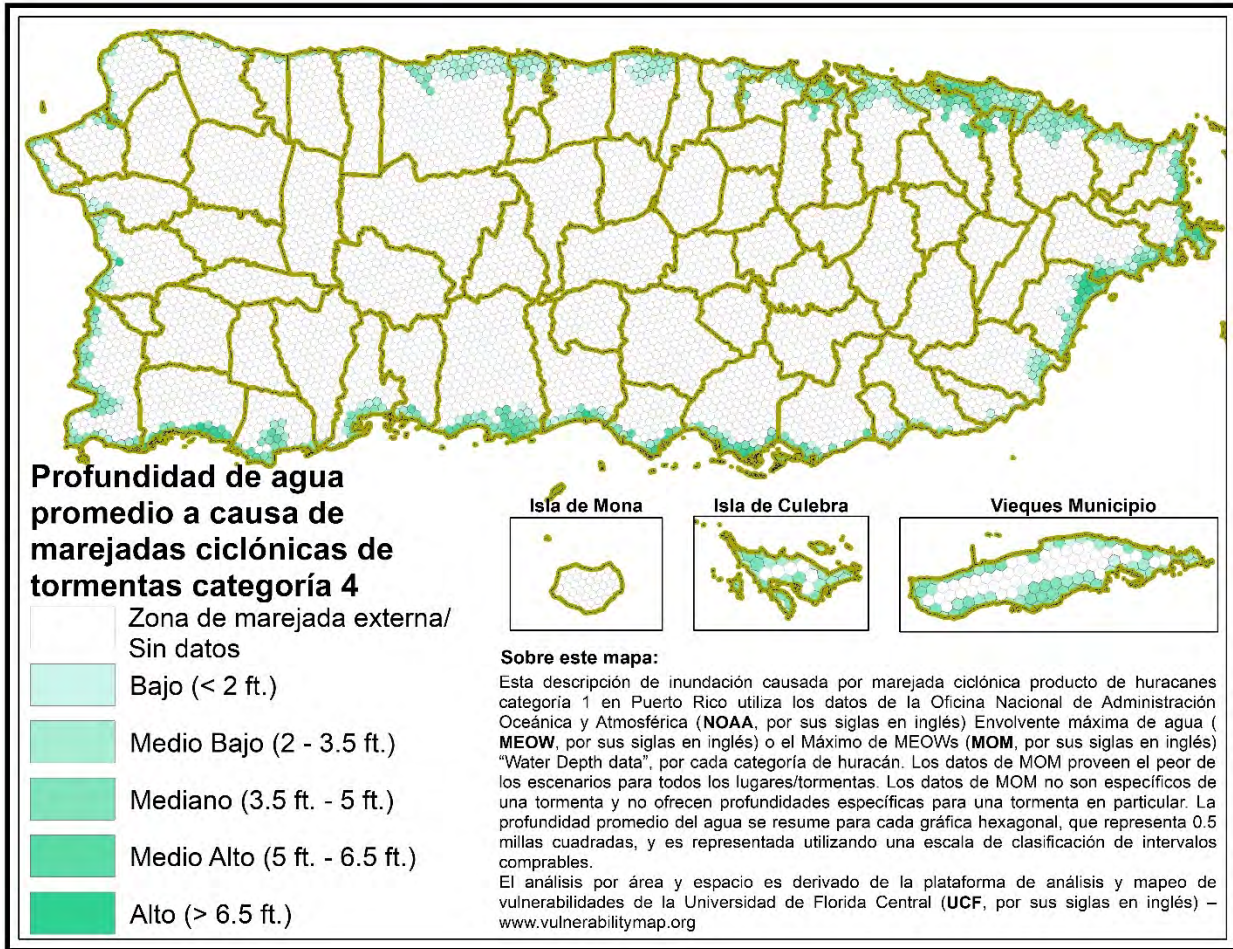 Profundidad de agua
promedio a causa de
marejadas ciclónicas de
tormentas categoría 4
Zona de marejada externa/
Sin datos
Bajo (< 2 ft.)
Medio Bajo (2 - 3.5 ft.)
Mediano (3.5 ft. - 5 ft.)
Medio Alto (5 ft. - 6.5 ft.)
Alto (> 6.5 ft.)
Isla de Mona
Isla de Culebra
Vieques Municipio
Sobre este mapa:
Esta descripción de inundación causada por marejada ciclónica producto de huracanes
categoría 1 en Puerto Rico utiliza los datos de la Oficina Nacional de Administración
Oceánica y Atmosférica (NOAA, por sus siglas en inglés) Envolvente máxima de agua (
MEOW, por sus siglas en inglés) o el Máximo de MEOWs (MOM, por sus siglas en inglés)
“Water Depth data”, por cada categoría de huracán. Los datos de MOM proveen el peor de
los escenarios para todos los lugares/tormentas. Los datos de MOM no son específicos de
una tormenta y no ofrecen profundidades específicas para una tormenta en particular. La
profundidad promedio del agua se resume para cada gráfica hexagonal, que representa 0.5
millas cuadradas, y es representada utilizando una escala de clasificación de intervalos
comprables.
El análisis por área y espacio es derivado de la plataforma de análisis y mapeo de
vulnerabilidades de la Universidad de Florida Central (UCF, por sus siglas en inglés) –
www.vulnerabilitymap.org